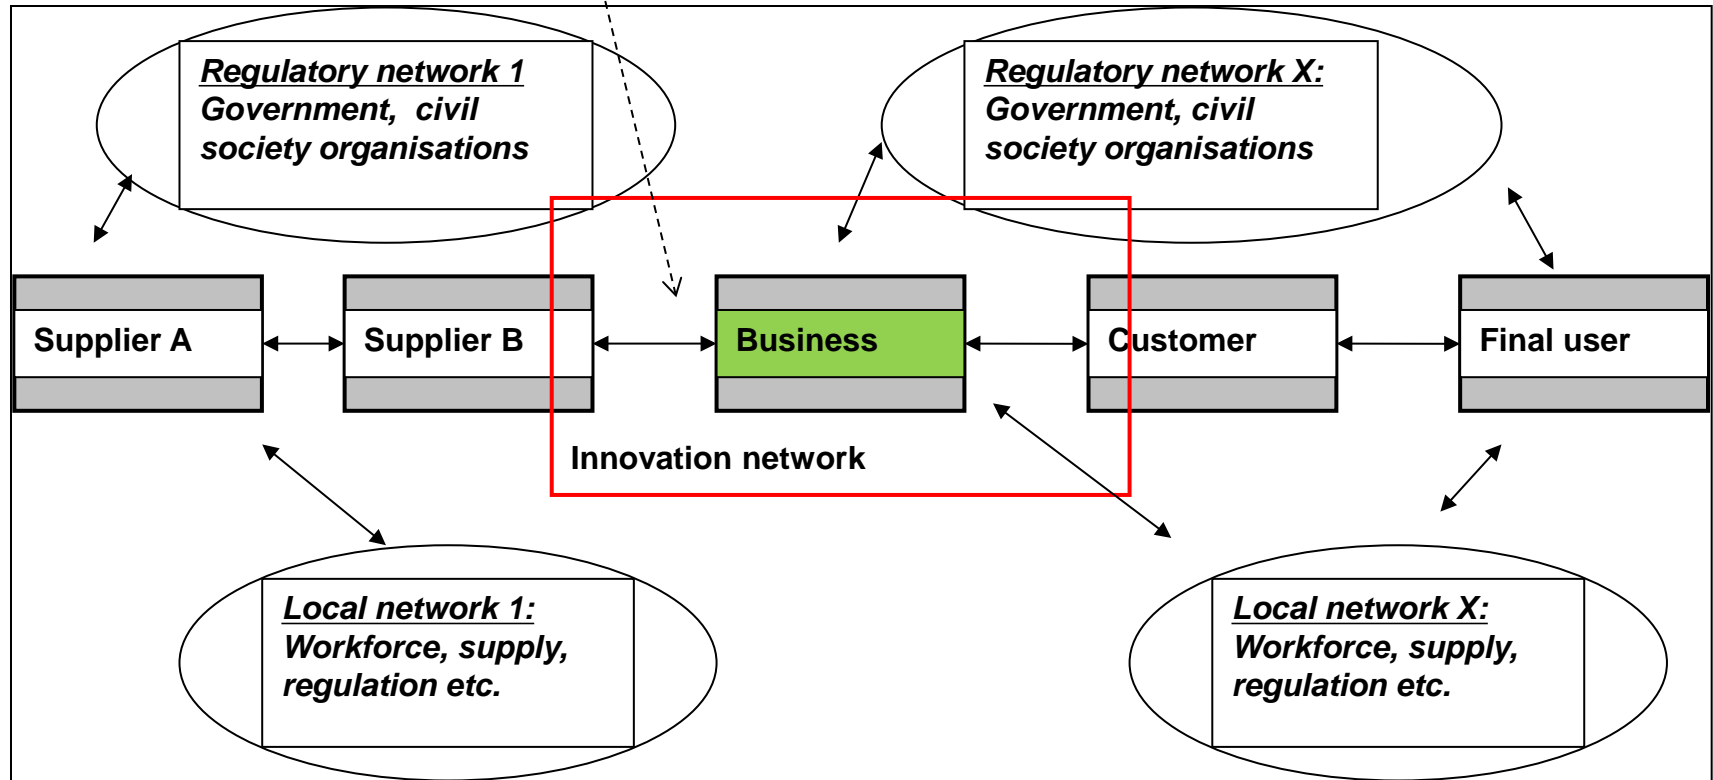 Regulatory network 1
Government,  civil
society organisations
Regulatory network X:
Government, civil
society organisations
Supplier A
Supplier B
Business
Customer
Final user
Innovation network
Local network 1:
Workforce, supply,
regulation etc.
Local network X:
Workforce, supply,
regulation etc.